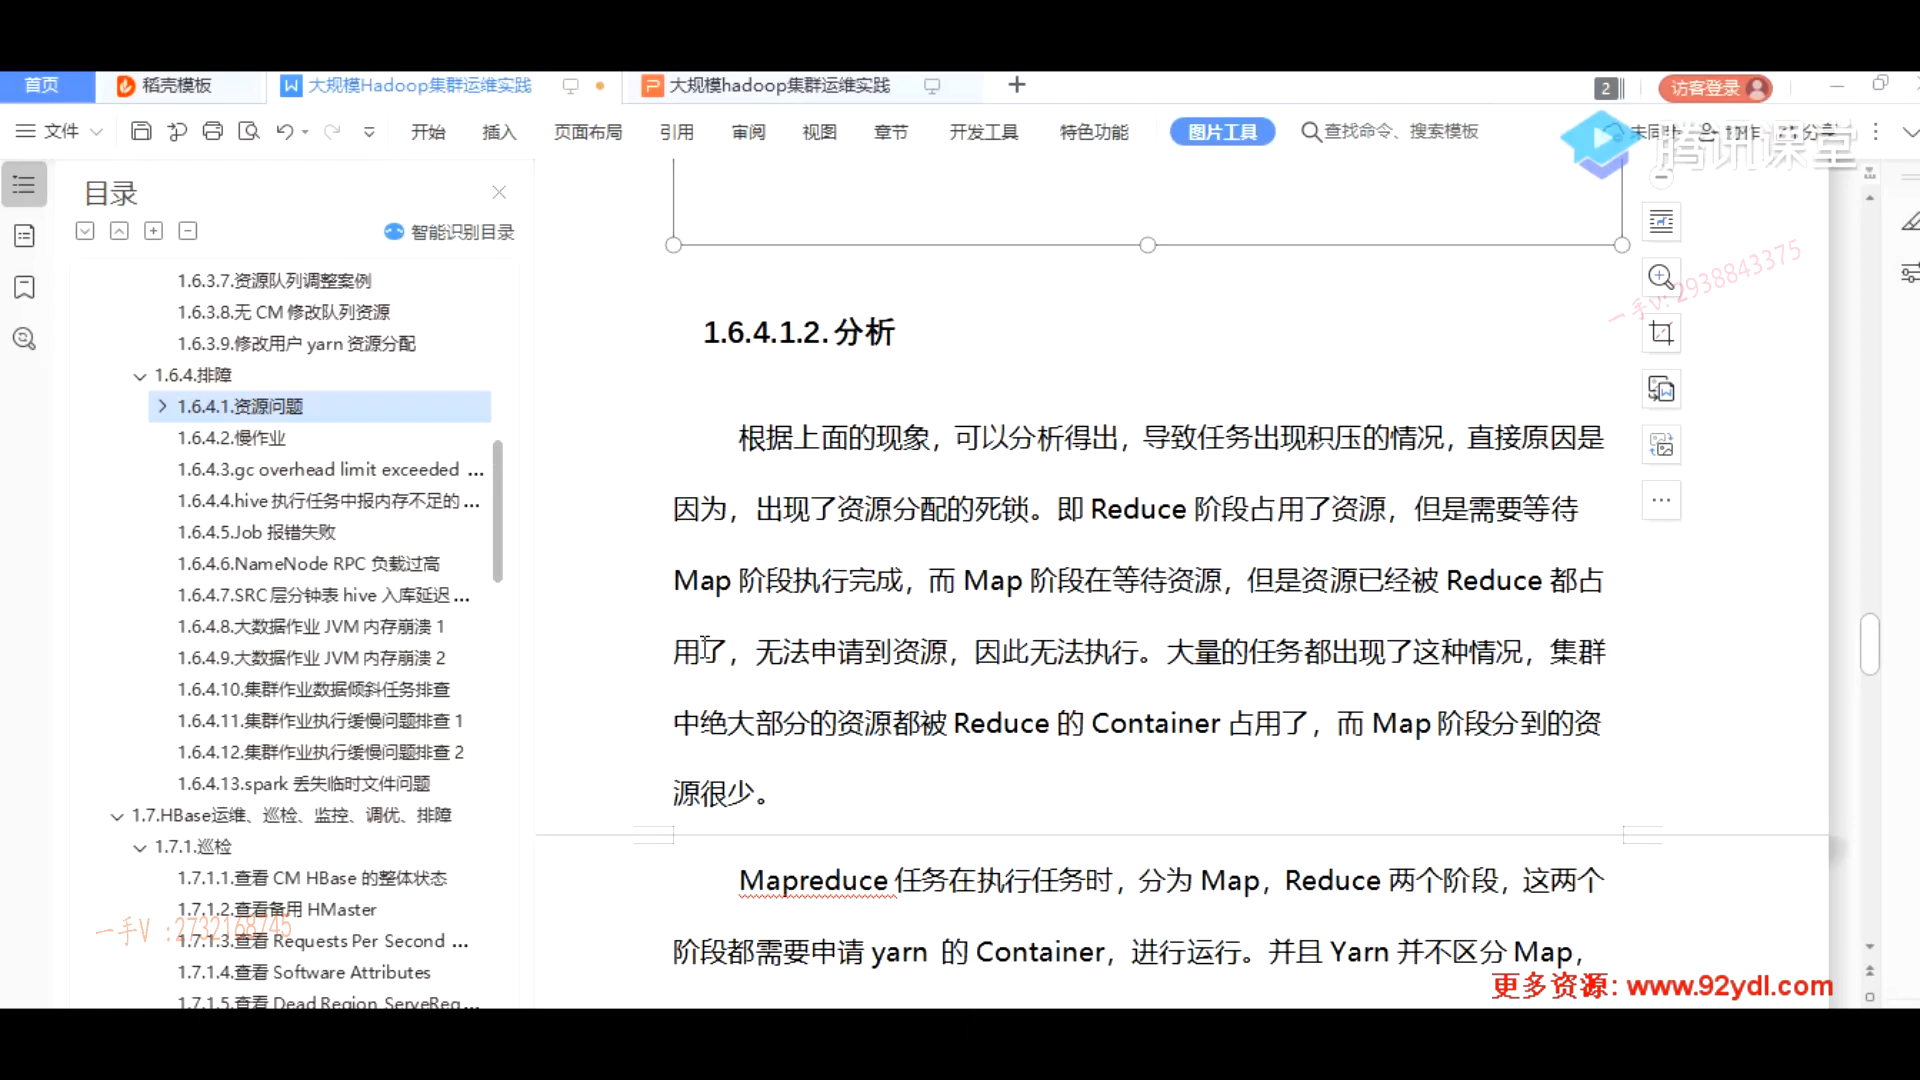 首页
稻壳模板
大规模Hadoop集群运维实践
大规模hadoop集群运维实践
2
访客登录
文件
开始
插入
页面布局
引用
审阅
视图
章节
开发工具
特色功能
图片工具
查找命令、搜索模板
腾讯课堂
目录
智能识别目录
1.6.3.7.资源队列调整案例
1.6.3.8.无 CM 修改队列资源
1.6.3.9.修改用户 yarn 资源分配
1.6.4.排障
1.6.4.1.资源问题
1.6.4.2.慢作业
1.6.4.3.gc overhead limit exceeded ...
1.6.4.4.hive 执行任务中报内存不足的 ...
1.6.4.5.Job 报错失败
1.6.4.6.NameNode RPC 负载过高
1.6.4.7.SRC 层分钟表 hive 入库延迟 ...
1.6.4.8.大数据作业 JVM 内存崩溃 1
1.6.4.9.大数据作业 JVM 内存崩溃 2
1.6.4.10.集群作业数据倾斜任务排查
1.6.4.11.集群作业执行缓慢问题排查 1
1.6.4.12.集群作业执行缓慢问题排查 2
1.6.4.13.spark 丢失临时文件问题
1.7.HBase运维、巡检、监控、调优、排障
1.7.1.巡检
1.7.1.1.查看 CM HBase 的整体状态
1.7.1.2.查看备用 HMaster
1.7.1.3.查看 Requests Per Second ...
1.7.1.4.查看 Software Attributes
1.7.1.5.查看 Dead Region ServeReg...
一手V :2732168745
一手v: 2938843375
1.6.4.1.2. 分析
根据上面的现象，可以分析得出，导致任务出现积压的情况，直接原因是
因为，出现了资源分配的死锁。即 Reduce 阶段占用了资源，但是需要等待
Map 阶段执行完成，而 Map 阶段在等待资源，但是资源已经被 Reduce 都占
用了，无法申请到资源，因此无法执行。大量的任务都出现了这种情况，集群
中绝大部分的资源都被 Reduce 的 Container 占用了，而 Map 阶段分到的资
源很少。
Mapreduce 任务在执行任务时，分为 Map，Reduce 两个阶段，这两个
阶段都需要申请 yarn 的 Container，进行运行。并且 Yarn 并不区分 Map，
更多资源: www.92ydl.com